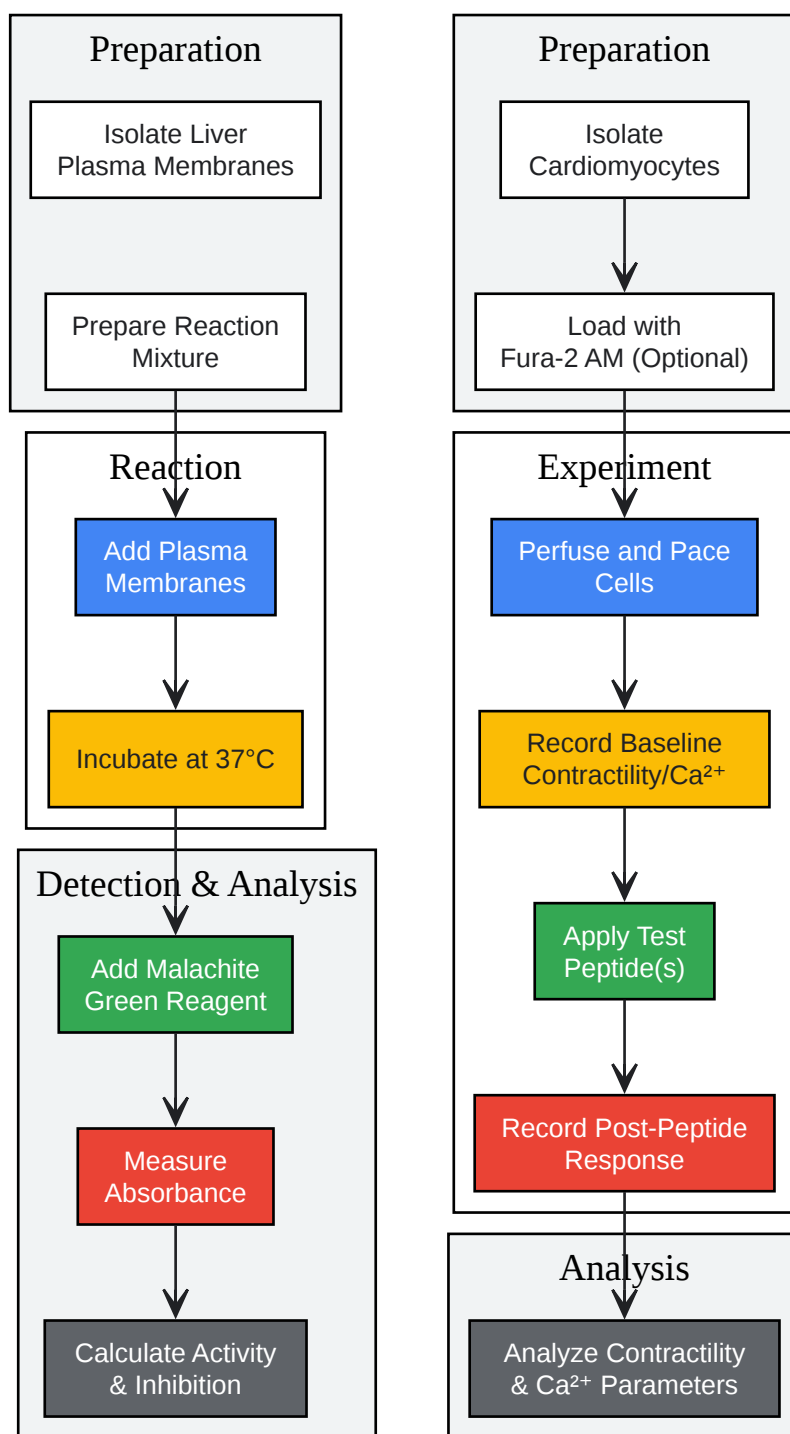 Preparation
Isolate Liver
Plasma Membranes
Prepare Reaction
Mixture
Reaction
Add Plasma
Membranes
Incubate at 37°C
Detection & Analysis
Add Malachite
Green Reagent
Measure
Absorbance
Calculate Activity
& Inhibition
Preparation
Isolate
Cardiomyocytes
Load with
Fura-2 AM (Optional)
Experiment
Perfuse and Pace
Cells
Record Baseline
Contractility/Ca²⁺
Apply Test
Peptide(s)
Record Post-Peptide
Response
Analysis
Analyze Contractility
& Ca²⁺ Parameters